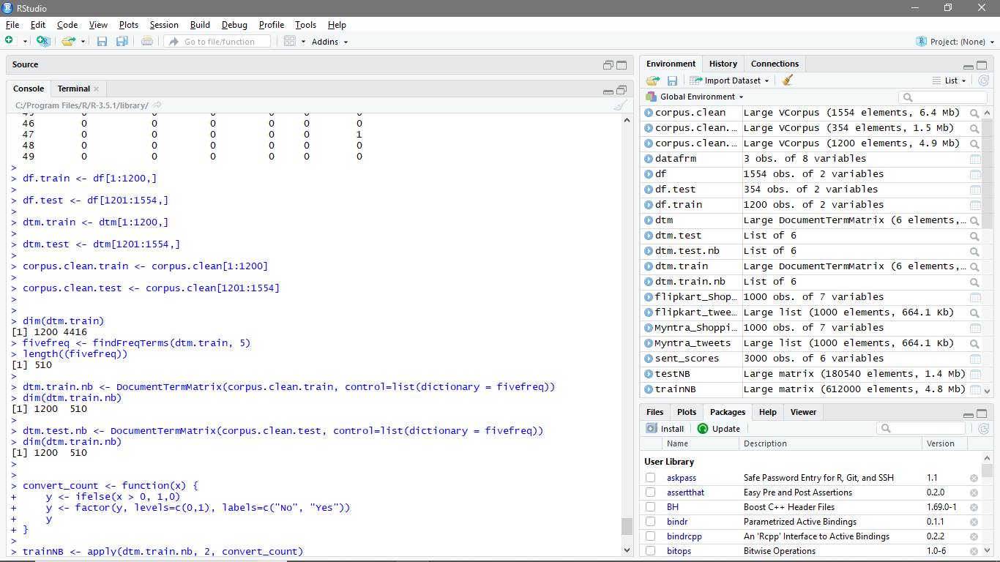 RStudio
File Edit Code View Plots Session Build Debug Profile Tools Help
Go to file/function Addins Project: (None)
Source
Console Terminal
C:/Program Files/R/R-3.5.1/library/
46 0 0 0 0 0 0
47 0 0 0 0 0 1
48 0 0 0 0 0 0
49 0 0 0 0 0 0
>
> df.train <- df[1:1200,]
>
> df.test <- df[1201:1554,]
>
> dtm.train <- dtm[1:1200,]
>
> dtm.test <- dtm[1201:1554,]
>
> corpus.clean.train <- corpus.clean[1:1200]
>
> corpus.clean.test <- corpus.clean[1201:1554]
>
>
> dim(dtm.train)
[1] 1200 4416
> fivefreq <- findFreqTerms(dtm.train, 5)
> length((fivefreq))
[1] 510
>
> dtm.train.nb <- DocumentTermMatrix(corpus.clean.train, control=list(dictionary = fivefreq))
> dim(dtm.train.nb)
[1] 1200 510
>
> dtm.test.nb <- DocumentTermMatrix(corpus.clean.test, control=list(dictionary = fivefreq))
> dim(dtm.train.nb)
[1] 1200 510
>
>
> convert_count <- function(x) {
+ y <- ifelse(x > 0, 1,0)
+ y <- factor(y, levels=c(0,1), labels=c("No", "Yes"))
+ y
+ }
>
> trainNB <- apply(dtm.train.nb, 2, convert_count)
Environment History Connections
Import Dataset List
Global Environment
corpus.clean Large VCorpus (1554 elements, 6.4 Mb)
corpus.clean.… Large VCorpus (354 elements, 1.5 Mb)
corpus.clean.… Large VCorpus (1200 elements, 4.9 Mb)
datafrm 3 obs. of 8 variables
df 1554 obs. of 2 variables
df.test 354 obs. of 2 variables
df.train 1200 obs. of 2 variables
dtm Large DocumentTermMatrix (6 elements,…
dtm.test List of 6
dtm.test.nb List of 6
dtm.train Large DocumentTermMatrix (6 elements,…
dtm.train.nb List of 6
flipkart_Shop… 1000 obs. of 7 variables
flipkart_twee… Large list (1000 elements, 664.1 Kb)
Myntra_Shoppi… 1000 obs. of 7 variables
Myntra_tweets Large list (1000 elements, 664.1 Kb)
sent_scores 3000 obs. of 6 variables
testNB Large matrix (180540 elements, 1.4 Mb)
trainNB Large matrix (612000 elements, 4.8 Mb)
Files Plots Packages Help Viewer
Install Update
Name Description Version
User Library
askpass Safe Password Entry for R, Git, and SSH 1.1
assertthat Easy Pre and Post Assertions 0.2.0
BH Boost C++ Header Files 1.69.0-1
bindr Parametrized Active Bindings 0.1.1
bindrcpp An 'Rcpp' Interface to Active Bindings 0.2.2
bitops Bitwise Operations 1.0-6